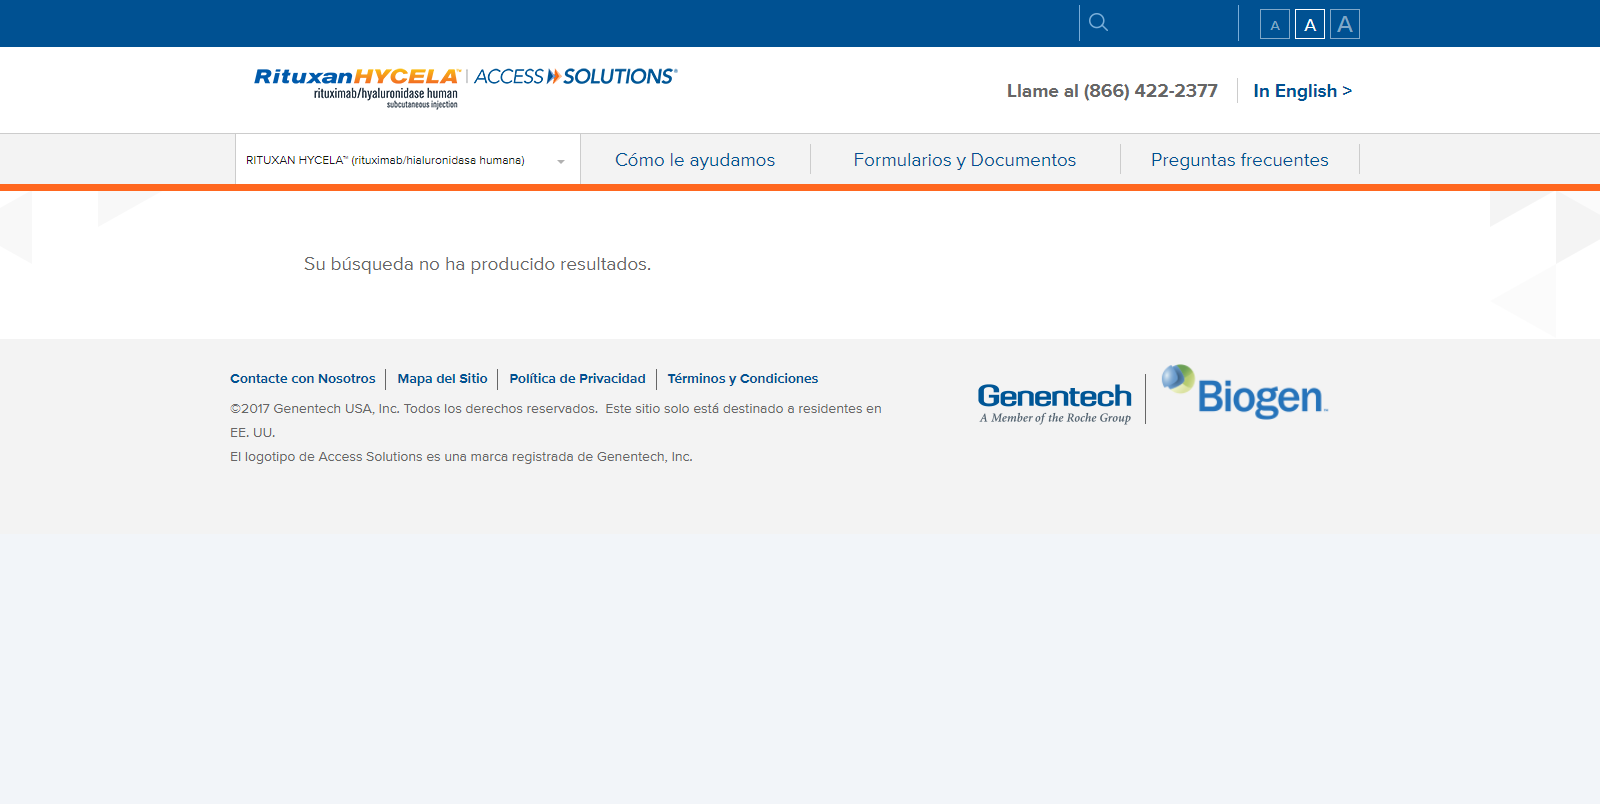 A A A
RituxanHYCELA™ | ACCESS SOLUTIONS®
rituximab/hyaluronidase human
subcutaneous injection
Llame al (866) 422-2377
In English >
RITUXAN HYCELA™ (rituximab/hialuronidasa humana)
Cómo le ayudamos
Formularios y Documentos
Preguntas frecuentes
Su búsqueda no ha producido resultados.
Contacte con Nosotros
Mapa del Sitio
Política de Privacidad
Términos y Condiciones
©2017 Genentech USA, Inc. Todos los derechos reservados. Este sitio solo está destinado a residentes en
EE. UU.
El logotipo de Access Solutions es una marca registrada de Genentech, Inc.
Genentech
A Member of the Roche Group
Biogen™